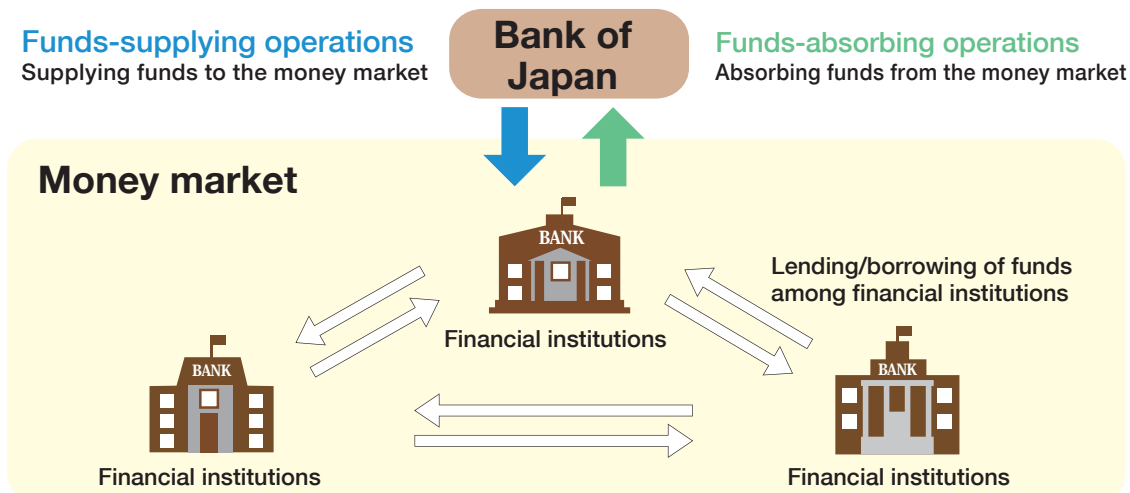 Funds-supplying operations
Supplying funds to the money market
Bank of
Japan
Funds-absorbing operations
Absorbing funds from the money market
Money market
BANK
Financial institutions
Lending/borrowing of funds
among financial institutions
BANK
Financial institutions
BANK
Financial institutions